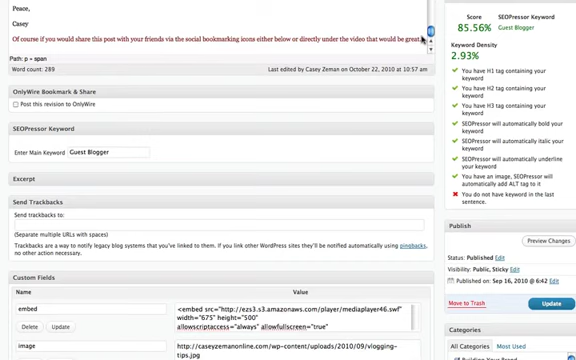 Peace,
Casey
Of course if you would share this post with your friends via the social bookmarking icons either below or directly under the video that would be great.
Path: p » span
Word count: 289
Last edited by Casey Zeman on October 22, 2010 at 10:57 am
OnlyWire Bookmark & Share
Post this revision to OnlyWire
SEOPressor Keyword
Enter Main Keyword
Guest Blogger
Excerpt
Send Trackbacks
Send trackbacks to:
(Separate multiple URLs with spaces)
Trackbacks are a way to notify legacy blog systems that you've linked to them. If you link other WordPress sites they'll be notified automatically using pingbacks,
no other action necessary.
Custom Fields
Name
Value
embed
<embed src="http://ezs3.s3.amazonaws.com/player/mediaplayer46.swf"
width="675" height="500"
allowscriptaccess="always" allowfullscreen="true"
Delete
Update
image
http://caseyzemanonline.com/wp-content/uploads/2010/09/vlogging-
tips.jpg
Score
85.56%
SEOPressor Keyword
Guest Blogger
Keyword Density
2.93%
You have H1 tag containing your
keyword
You have H2 tag containing your
keyword
You have H3 tag containing your
keyword
SEOPressor will automatically bold your
keyword
SEOPressor will automatically italic your
keyword
SEOPressor will automatically underline
your keyword
You have an image, SEOPressor will
automatically add ALT tag to it
You do not have keyword in the last
sentence.
Publish
Preview Changes
Status: Published Edit
Visibility: Public, Sticky Edit
Published on: Sep 16, 2010 @ 6:42 Edit
Move to Trash
Update
Categories
All Categories
Most Used